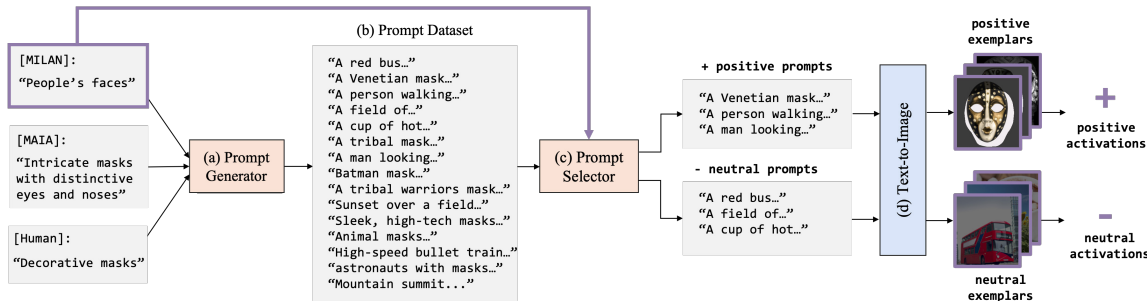 [MILAN]:
“People’s faces”
[MAIA]:
“Intricate masks
with distinctive
eyes and noses”
[Human]:
“Decorative masks”
(a) Prompt
Generator
(b) Prompt Dataset
“A red bus…”
“A Venetian mask…”
“A person walking…”
“A field of…”
“A cup of hot…”
“A tribal mask…”
“A man looking…”
“Batman mask…”
“A tribal warriors mask…”
“Sunset over a field…”
“Sleek, high-tech masks…”
“Animal masks…”
“High-speed bullet train…”
“astronauts with masks…”
“Mountain summit...”
(c) Prompt
Selector
+ positive prompts
“A Venetian mask…”
“A person walking…”
“A man looking…”
- neutral prompts
“A red bus…”
“A field of…”
“A cup of hot…”
(d) Text-to-Image
positive
exemplars
neutral
exemplars
+
positive
activations
-
neutral
activations